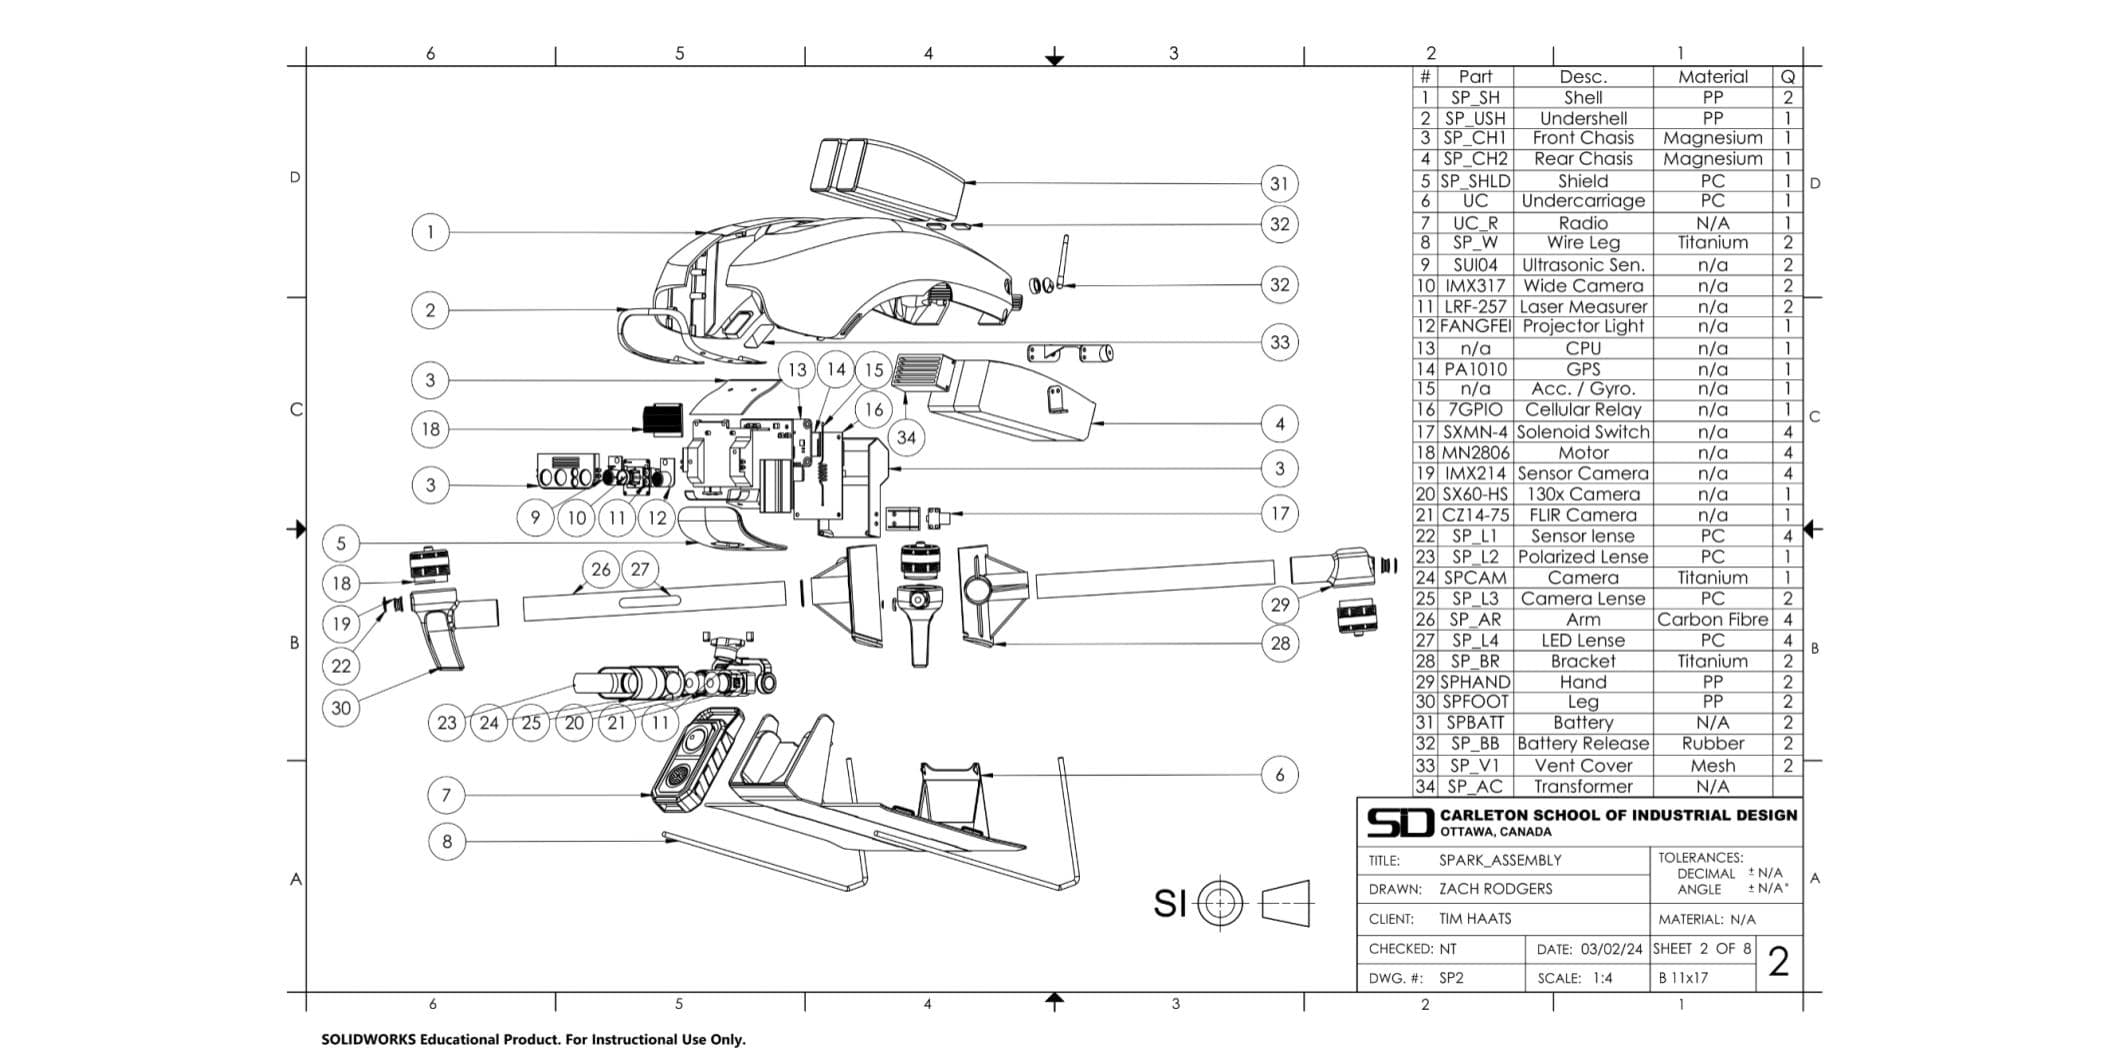 6 5 4 3 2 1
# Part Desc. Material Q
1 SP_SH Shell PP 2
2 SP_USH Undershell PP 1
3 SP_CH1 Front Chasis Magnesium 1
4 SP_CH2 Rear Chasis Magnesium 1
5 SP_SHLD Shield PC 1
6 UC Undercarriage PC 1
7 UC_R Radio N/A 1
8 SP_W Wire Leg Titanium 2
9 SUI04 Ultrasonic Sen. n/a 2
10 IMX317 Wide Camera n/a 2
11 LRF-257 Laser Measurer n/a 2
12 FANGFEI Projector Light n/a 1
13 n/a CPU n/a 1
14 PA1010 GPS n/a 1
15 n/a Acc. / Gyro. n/a 1
16 7GPIO Cellular Relay n/a 1
17 SXMN-4 Solenoid Switch n/a 4
18 MN2806 Motor n/a 4
19 IMX214 Sensor Camera n/a 4
20 SX60-HS 130x Camera n/a 1
21 CZ14-75 FLIR Camera n/a 1
22 SP_L1 Sensor lense PC 4
23 SP_L2 Polarized Lense PC 1
24 SPCAM Camera Titanium 1
25 SP_L3 Camera Lense PC 2
26 SP_AR Arm Carbon Fibre 4
27 SP_L4 LED Lense PC 4
28 SP_BR Bracket Titanium 2
29 SPHAND Hand PP 2
30 SPFOOT Leg PP 2
31 SPBATT Battery N/A 2
32 SP_BB Battery Release Rubber 2
33 SP_V1 Vent Cover Mesh 2
34 SP_AC Transformer N/A
D
D
31
32
1
32
2
33
3
13 14 15
16
C
C
18
34
4
3
3
9 10 11 12
17
5
26 27
18
29
19
28
B
B
22
30
23 24 25 20 21 11
6
7
8
A
A
SI
SD
CARLETON SCHOOL OF INDUSTRIAL DESIGN
OTTAWA, CANADA
TITLE: SPARK_ASSEMBLY
TOLERANCES:
DECIMAL ± N/A
ANGLE ± N/A°
DRAWN: ZACH RODGERS
CLIENT: TIM HAATS
MATERIAL: N/A
CHECKED: NT
DATE: 03/02/24
SHEET 2 OF 8
2
DWG. #: SP2
SCALE: 1:4
B 11x17
6 5 4 3 2 1
SOLIDWORKS Educational Product. For Instructional Use Only.